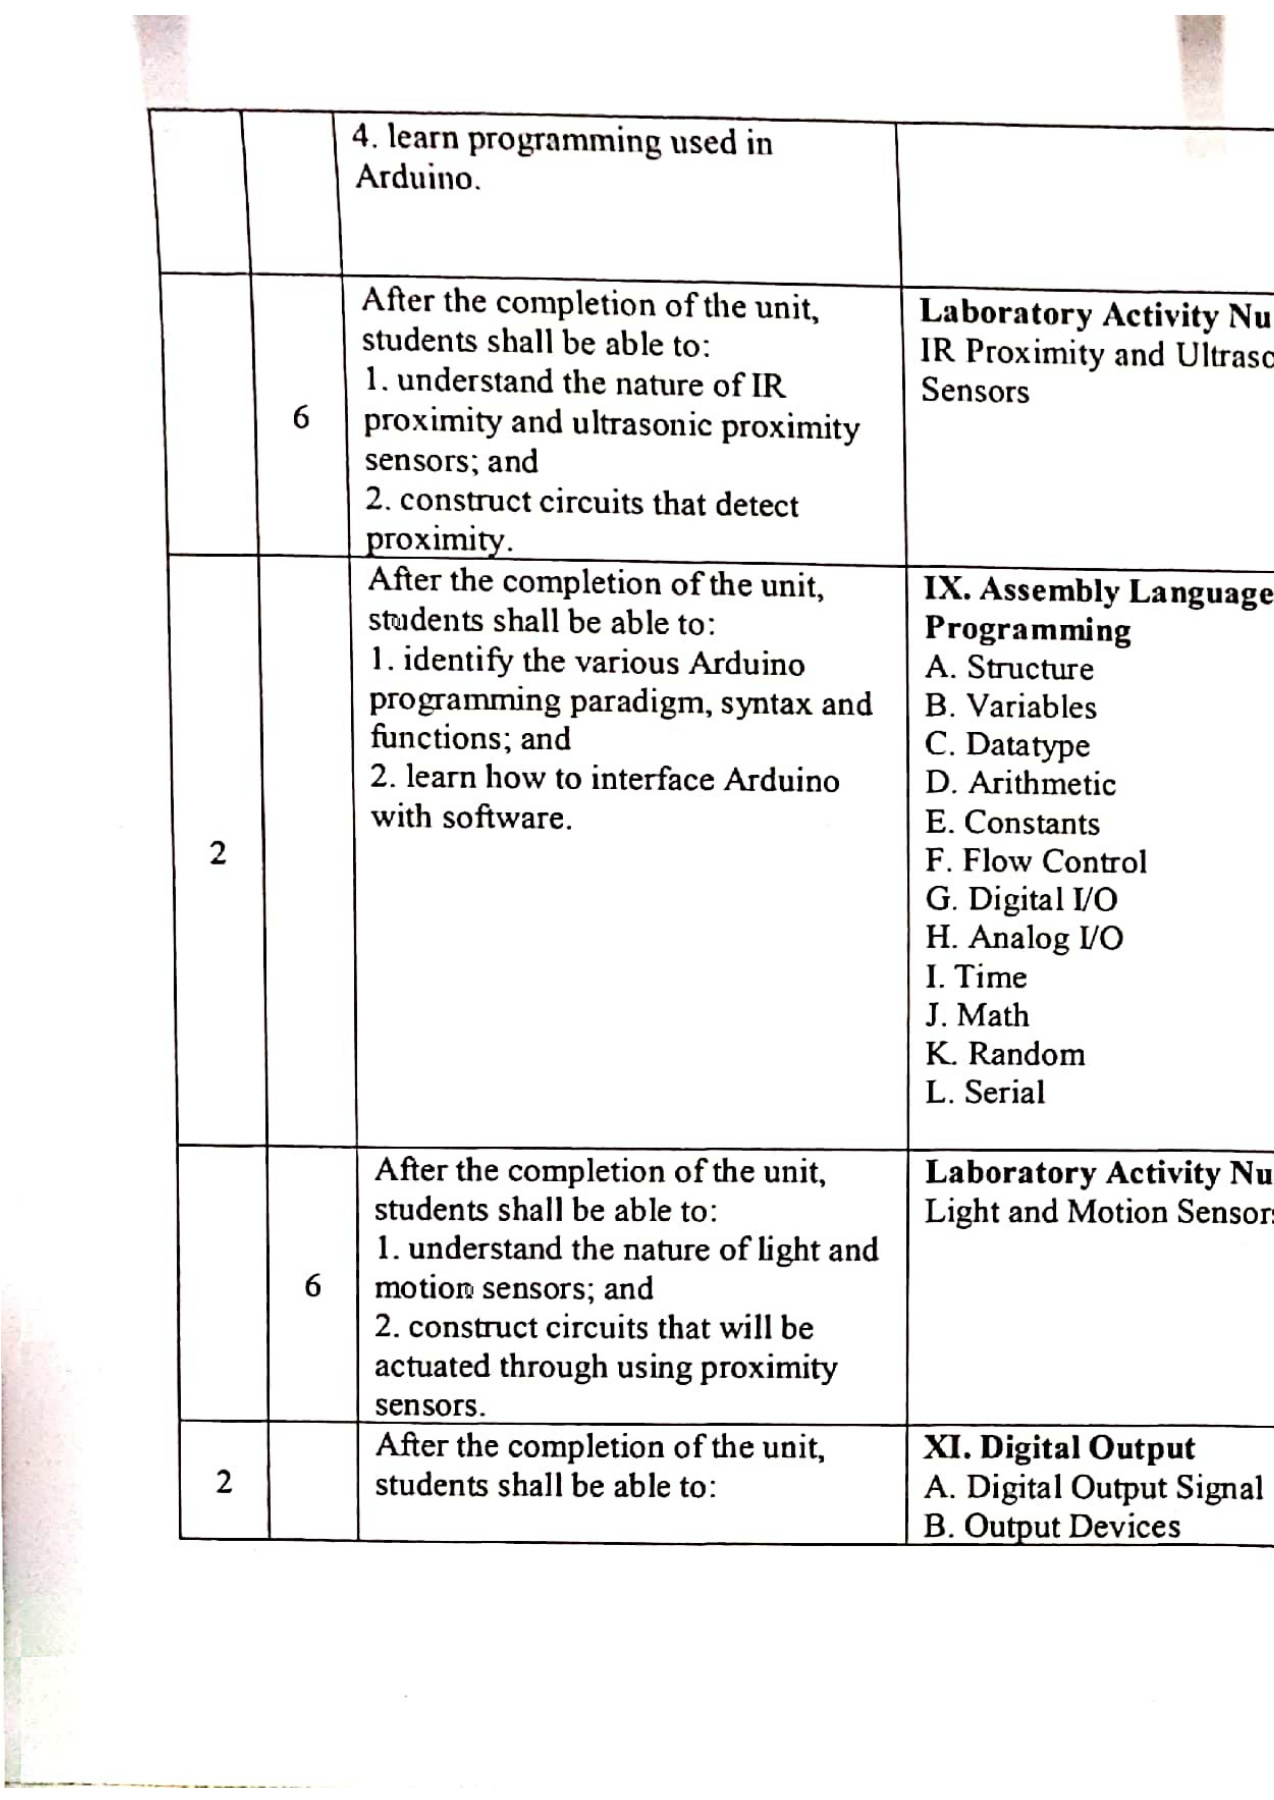 4. learn programming used in
Arduino.
6
After the completion of the unit,
students shall be able to:
1. understand the nature of IR
proximity and ultrasonic proximity
sensors; and
2. construct circuits that detect
proximity.
Laboratory Activity Nu
IR Proximity and Ultraso
Sensors
2
After the completion of the unit,
students shall be able to:
1. identify the various Arduino
programming paradigm, syntax and
functions; and
2. learn how to interface Arduino
with software.
IX. Assembly Language
Programming
A. Structure
B. Variables
C. Datatype
D. Arithmetic
E. Constants
F. Flow Control
G. Digital I/O
H. Analog I/O
I. Time
J. Math
K. Random
L. Serial
6
After the completion of the unit,
students shall be able to:
1. understand the nature of light and
motion sensors; and
2. construct circuits that will be
actuated through using proximity
sensors.
Laboratory Activity Nu
Light and Motion Sensor
2
After the completion of the unit,
students shall be able to:
XI. Digital Output
A. Digital Output Signal
B. Output Devices